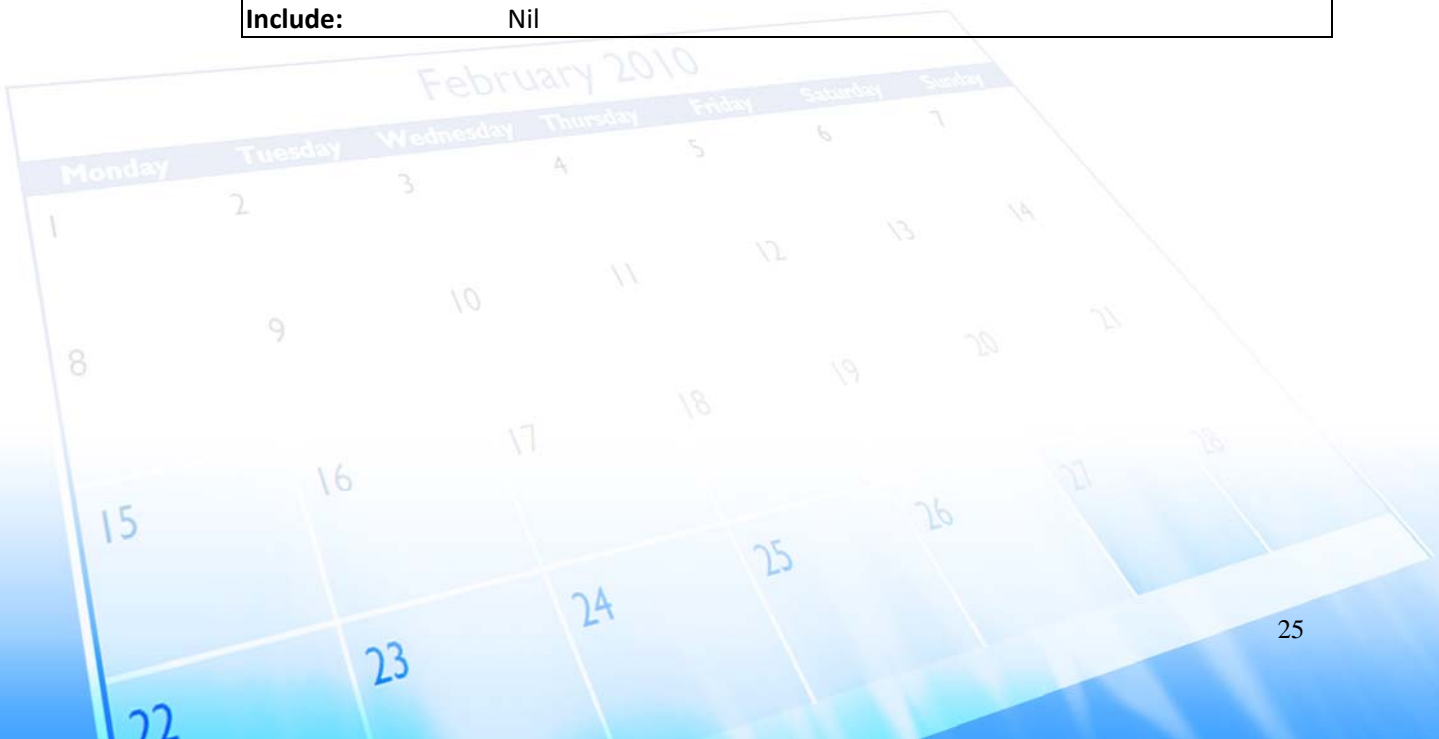 Include: Nil
February 2010
Monday Tuesday Wednesday Thursday Friday Saturday Sunday
1 2 3 4 5 6 7
8 9 10 11 12 13 14
15 16 17 18 19 20 21
22 23 24 25 26 27 28
25